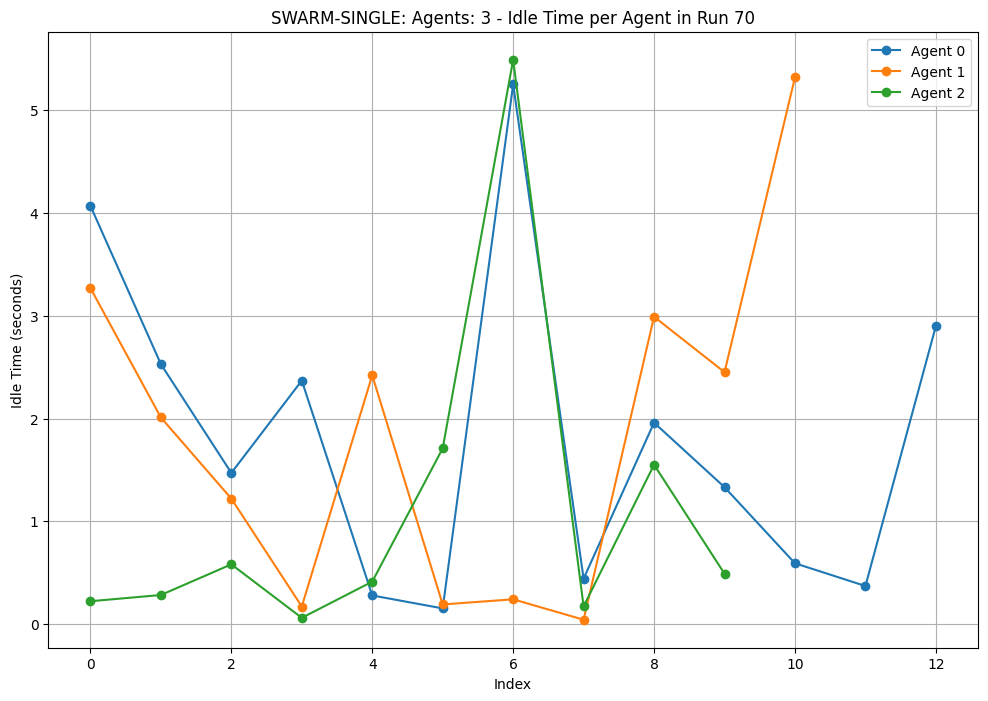 SWARM-SINGLE: Agents: 3 - Idle Time per Agent in Run 70
Agent 0
Agent 1
Agent 2
Idle Time (seconds)
5
4
3
2
1
0
0 2 4 6 8 10 12
Index